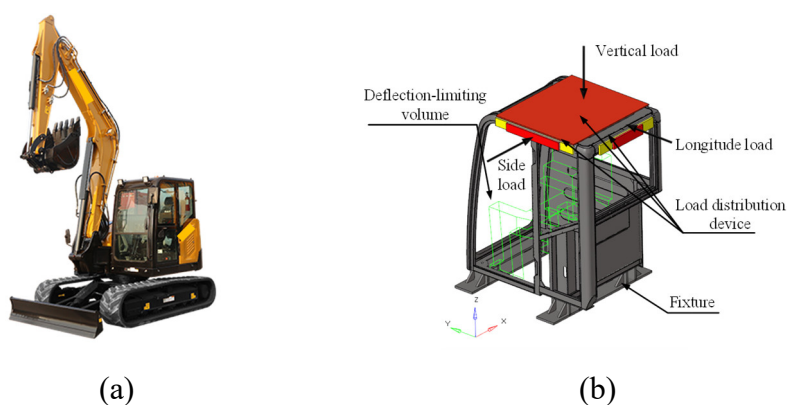 Vertical load
Deflection-limiting
volume
Longitude load
Side
load
Load distribution
device
Fixture
Z
Y
X
(a)
(b)